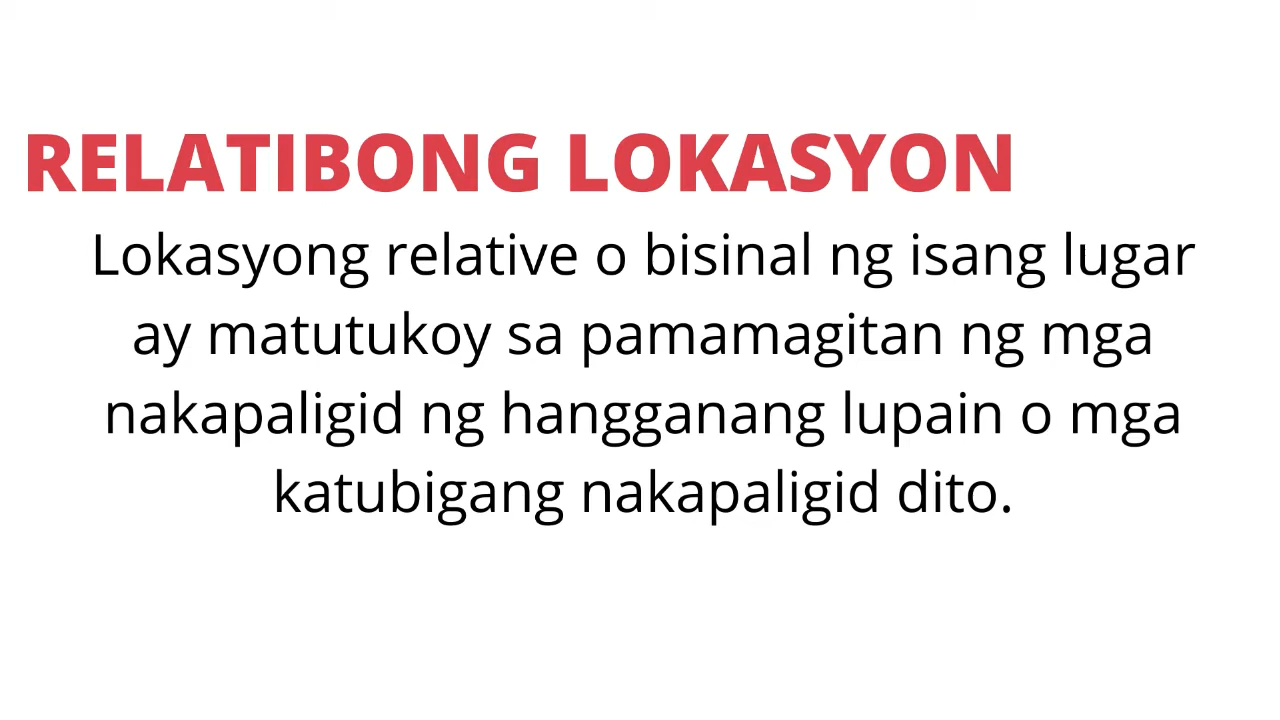 RELATIBONG LOKASYON
Lokasyong relative o bisinal ng isang lugar
ay matutukoy sa pamamagitan ng mga
nakapaligid ng hangganang lupain o mga
katubigang nakapaligid dito.